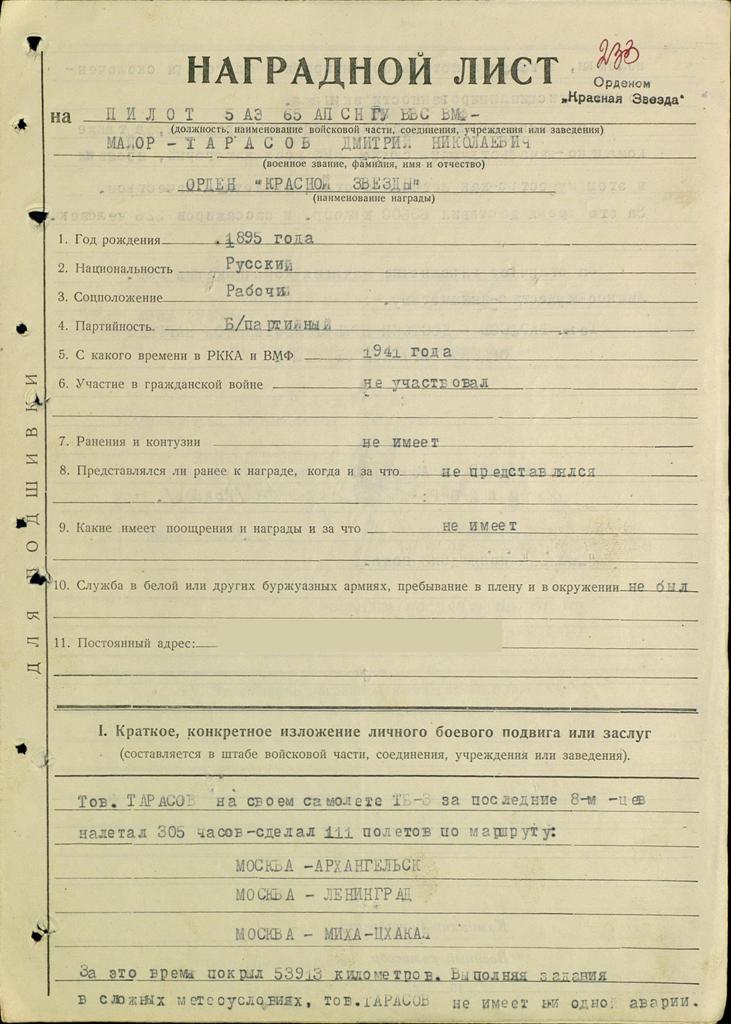 233
НАГРАДНОЙ ЛИСТ
Орденом
„Красная Звезда"
на ПИЛОТ 5 АЭ 65 АП СН ГУ ВВС ВМФ-
(должность, наименование войсковой части, соединения, учреждения или заведения)
МАЙОР - ТАРАСОВ ДМИТРИЙ НИКОЛАЕВИЧ
(военное звание, фамилия, имя и отчество)
ОРДЕН "КРАСНОЙ ЗВЕЗДЫ"
(наименование награды)
1. Год рождения 1895 года
2. Национальность Русский
3. Соцположение Рабочий
4. Партийность. Б/партийный
5. С какого времени в РККА и ВМФ 1941 года
6. Участие в гражданской войне не участвовал
7. Ранения и контузии не имеет
8. Представлялся ли ранее к награде, когда и за что не представлялся
9. Какие имеет поощрения и награды и за что не имеет
10. Служба в белой или других буржуазных армиях, пребывание в плену и в окружении не был
11. Постоянный адрес:
ДЛЯ ПОДШИВКИ
I. Краткое, конкретное изложение личного боевого подвига или заслуг
(составляется в штабе войсковой части, соединения, учреждения или заведения).
Тов. ТАРАСОВ на своем самолете ТБ-3 за последние 8-м -цев
налетал 305 часов-сделал 111 полетов по маршруту:
МОСКВА -АРХАНГЕЛЬСК
МОСКВА - ЛЕНИНГРАД
МОСКВА - МИХА-ЦХАКАЯ
За это время покрыл 53943 километров. Выполняя задания
в сложных метеоусловиях, тов.ТАРАСОВ не имеет ни одной аварии.